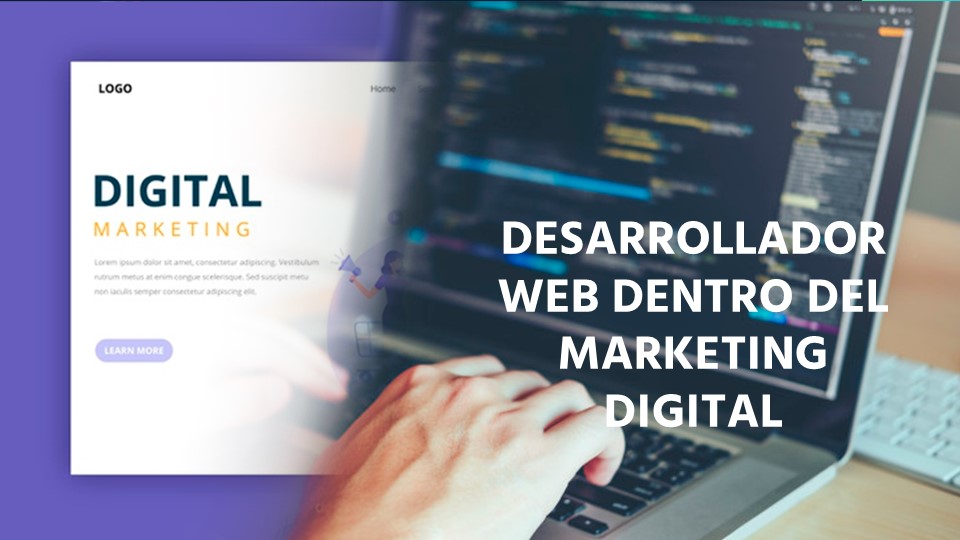 LOGO
Home
DIGITAL
MARKETING
Lorem ipsum dolor sit amet, consectetur adipiscing. Vestibulum
rutrum metus at enim congue scelerisque. Sed suscipit metu
non iaculis semper consectetur adipiscing elit.
LEARN MORE
DESARROLLADOR
WEB DENTRO DEL
MARKETING
DIGITAL